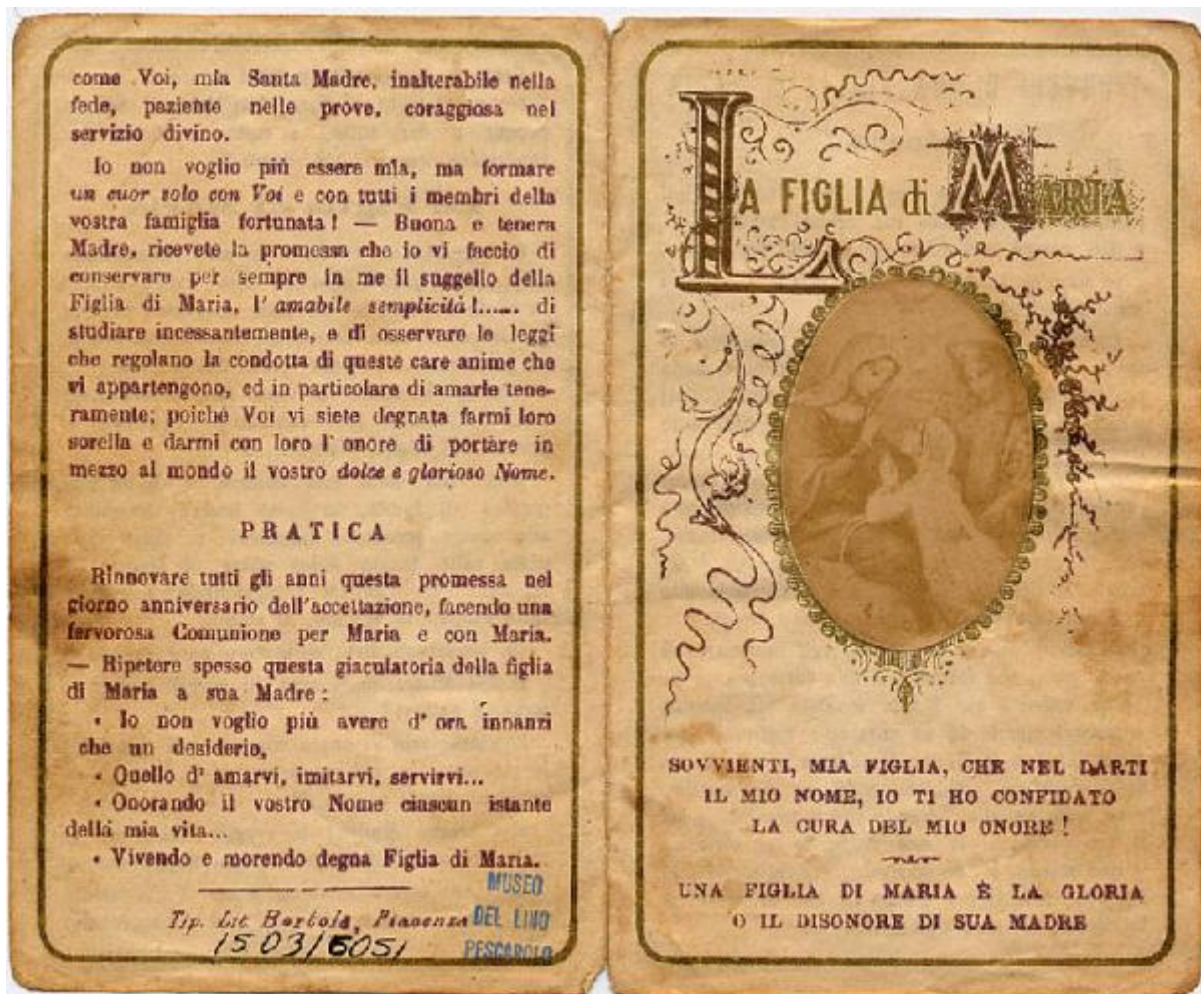 come Voi, mia Santa Madre, inalterabile nella
fede, paziente nelle prove, coraggiosa nel
servizio divino.
Io non voglio più essere mia, ma formare
un cuor solo con Voi e con tutti i membri della
vostra famiglia fortunata! — Buona e tenera
Madre, ricevete la promessa che io vi faccio di
conservare per sempre in me il suggello della
Figlia di Maria, l'amabile semplicità!..... di
studiare incessantemente, e di osservare le leggi
che regolano la condotta di queste care anime che
vi appartengono, ed in particolare di amarle tene-
ramente; poichè Voi vi siete degnata farmi loro
sorella e darmi con loro l'onore di portare in
mezzo al mondo il vostro dolce e glorioso Nome.
PRATICA
Rinnovare tutti gli anni questa promessa nel
giorno anniversario dell'accettazione, facendo una
fervorosa Comunione per Maria e con Maria.
— Ripetere spesso questa giaculatoria della figlia
di Maria a sua Madre:
« Io non voglio più avere d'ora innanzi
che un desiderio,
« Quello d'amarvi, imitarvi, servirvi...
« Onorando il vostro Nome ciascun istante
della mia vita...
« Vivendo e morendo degna Figlia di Maria.
Tip. Lit. Bertola, Piacenza
150315051
MUSEO
DEL LINO
PESCAROLO
LA FIGLIA di MARIA
SOVVIENTI, MIA FIGLIA, CHE NEL DARTI
IL MIO NOME, IO TI HO CONFIDATO
LA CURA DEL MIO ONORE!
UNA FIGLIA DI MARIA È LA GLORIA
O IL DISONORE DI SUA MADRE